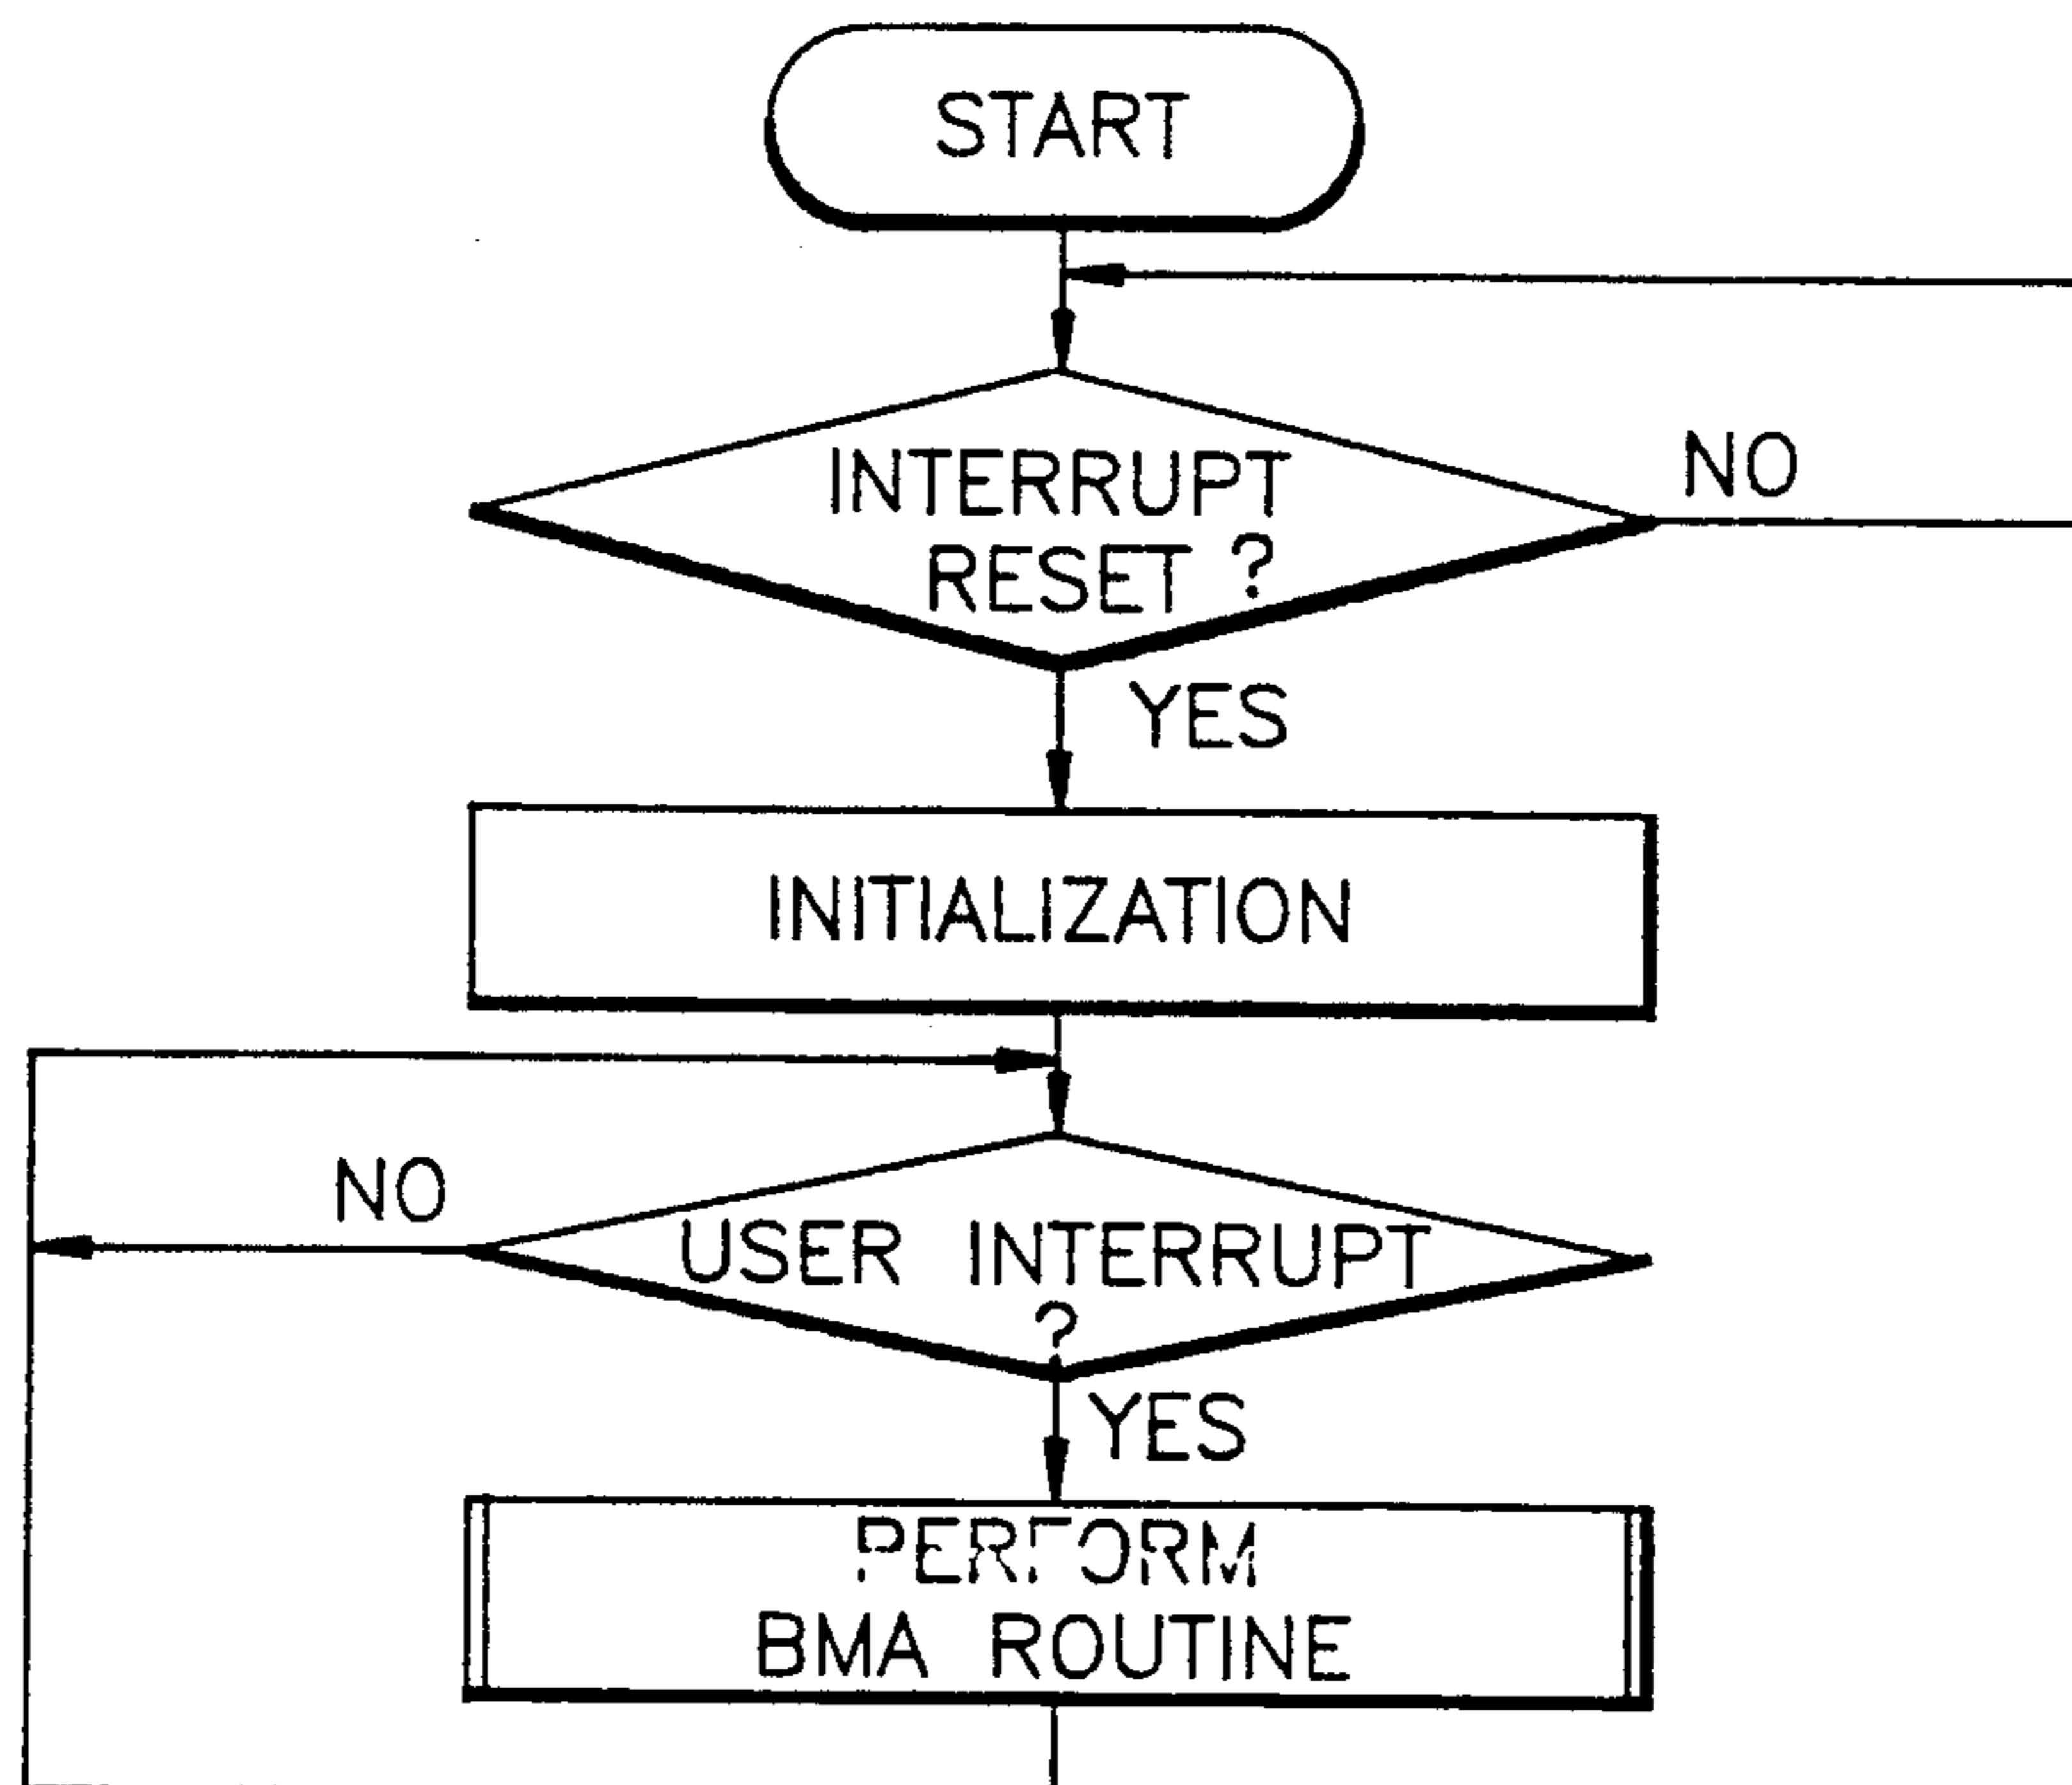 START
INTERRUPT
RESET ?
NO
YES
INITIALIZATION
NO
USER INTERRUPT
?
YES
PERFORM
BMA ROUTINE